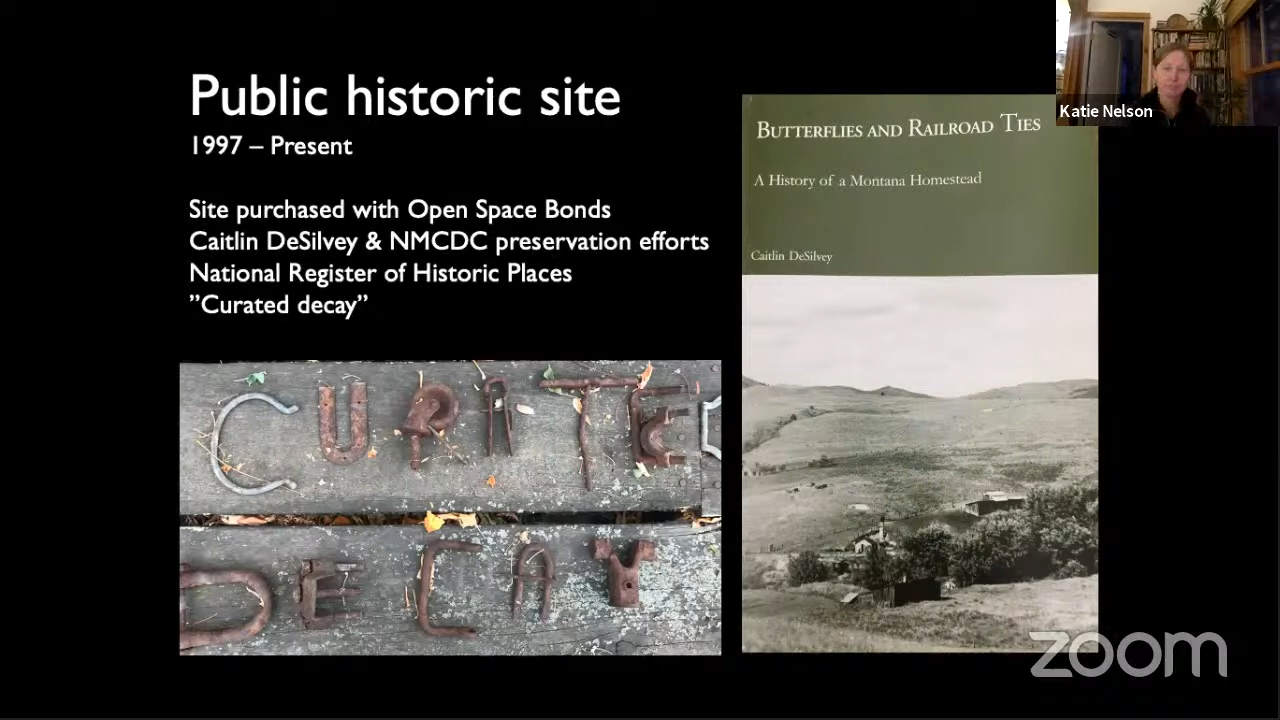 Public historic site
1997 – Present
Site purchased with Open Space Bonds
Caitlin DeSilvey & NMCDC preservation efforts
National Register of Historic Places
”Curated decay”
CURATED
DECAY
BUTTERFLIES AND RAILROAD TIES
A History of a Montana Homestead
Caitlin DeSilvey
Katie Nelson
zoom